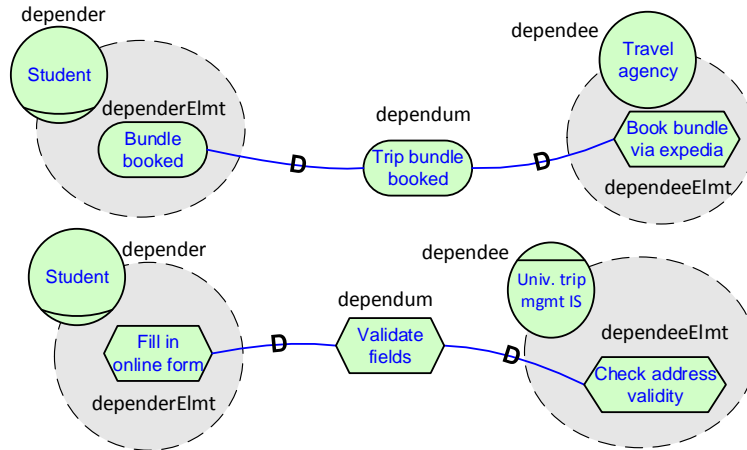 depender
Student
dependerElmt
Bundle
booked
D
dependum
Trip bundle
booked
D
dependee
Travel
agency
Book bundle
via expedia
dependeeElmt
depender
Student
Fill in
online form
dependerElmt
D
dependum
Validate
fields
D
dependee
Univ. trip
mgmt IS
dependeeElmt
Check address
validity